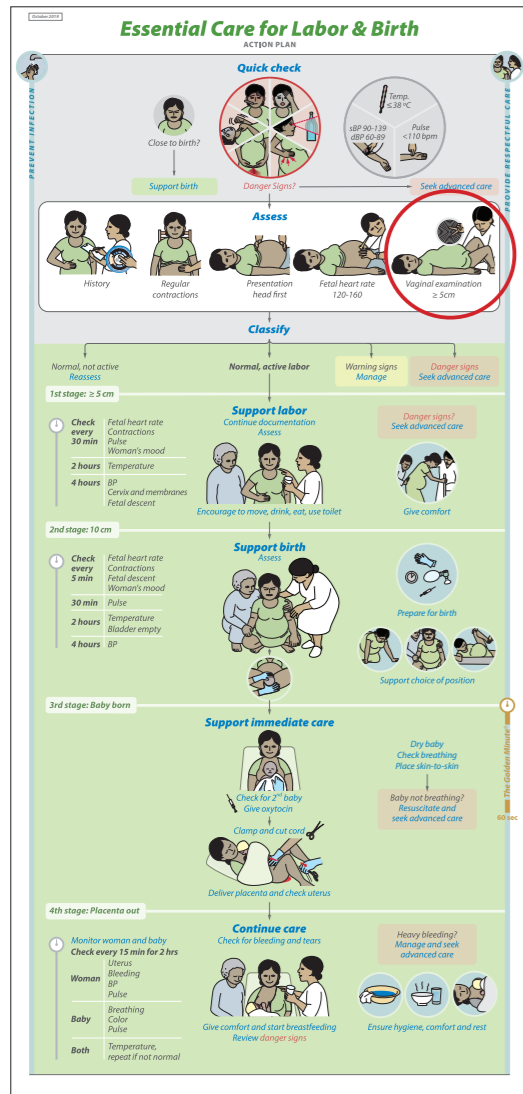 October 2019
Essential Care for Labor & Birth
ACTION PLAN
PREVENT INFECTION
PROVIDE RESPECTFUL CARE
Quick check
Close to birth?
Temp.
≤38 ºC
sBP 90-139
dBP 60-89
Pulse
<110 bpm
Support birth
Danger Signs?
Seek advanced care
Assess
History
Regular
contractions
Presentation
head first
Fetal heart rate
120-160
Vaginal examination
≥ 5cm
Classify
Normal, not active
Reassess
Normal, active labor
Warning signs
Manage
Danger signs
Seek advanced care
1st stage: ≥ 5 cm
Check
every
30 min
Fetal heart rate
Contractions
Pulse
Woman's mood
2 hours
Temperature
4 hours
BP
Cervix and membranes
Fetal descent
Support labor
Continue documentation
Assess
Encourage to move, drink, eat, use toilet
Danger signs?
Seek advanced care
Give comfort
2nd stage: 10 cm
Check
every
5 min
Fetal heart rate
Contractions
Fetal descent
Woman's mood
30 min
Pulse
2 hours
Temperature
Bladder empty
4 hours
BP
Support birth
Assess
Prepare for birth
Support choice of position
3rd stage: Baby born
Support immediate care
Check for 2nd baby
Give oxytocin
Clamp and cut cord
Deliver placenta and check uterus
Dry baby
Check breathing
Place skin-to-skin
Baby not breathing?
Resuscitate and
seek advanced care
The Golden Minute®
60 sec
4th stage: Placenta out
Monitor woman and baby
Check every 15 min for 2 hrs
Woman
Uterus
Bleeding
BP
Pulse
Baby
Breathing
Color
Pulse
Both
Temperature,
repeat if not normal
Continue care
Check for bleeding and tears
Give comfort and start breastfeeding
Review danger signs
Heavy bleeding?
Manage and seek
advanced care
Ensure hygiene, comfort and rest